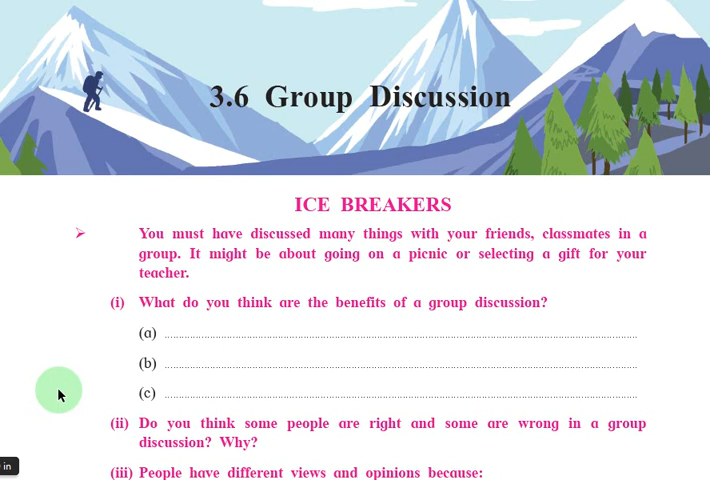 3.6 Group Discussion
ICE BREAKERS
➢ You must have discussed many things with your friends, classmates in a
group. It might be about going on a picnic or selecting a gift for your
teacher.
(i) What do you think are the benefits of a group discussion?
(a) ....................
(b) ....................
(c) ....................
(ii) Do you think some people are right and some are wrong in a group
discussion? Why?
in
(iii) People have different views and opinions because: